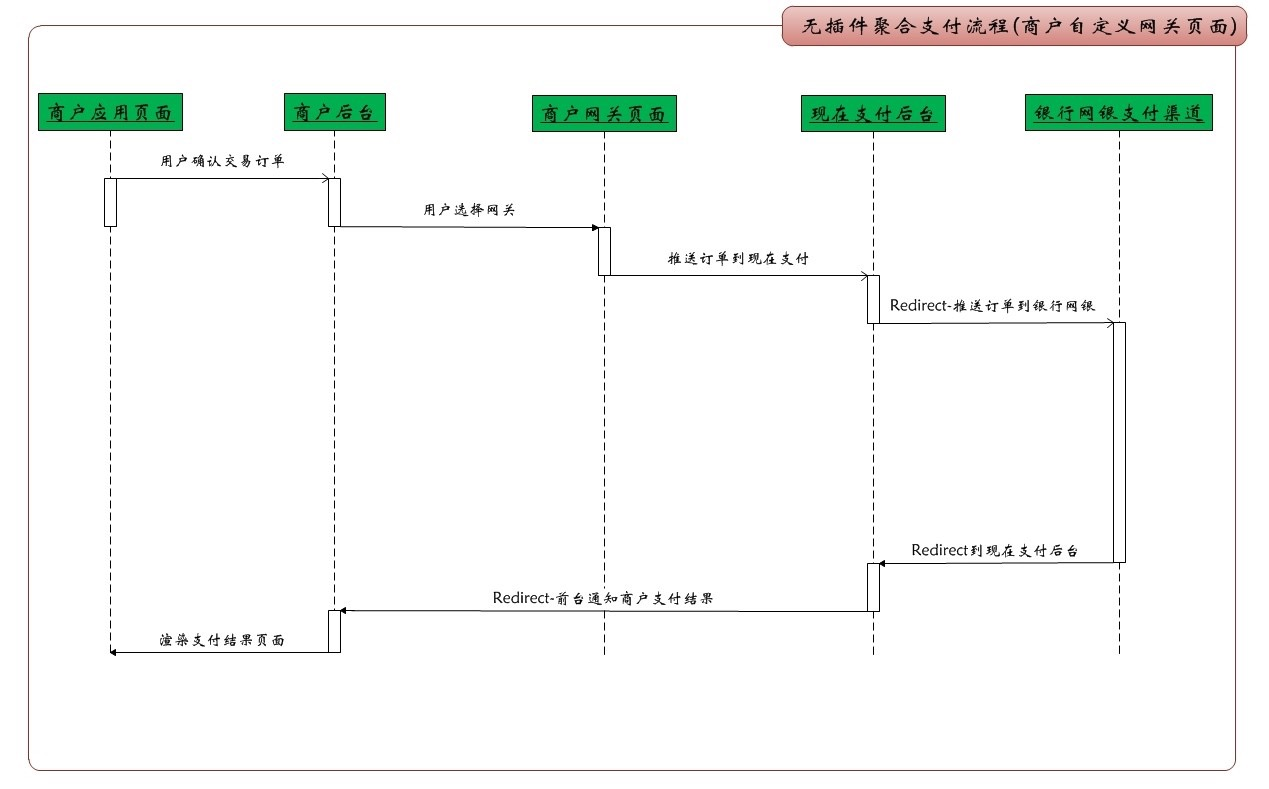 无插件聚合支付流程(商户自定义网关页面)
商户应用页面
商户后台
商户网关页面
现在支付后台
银行网银支付渠道
用户确认交易订单
用户选择网关
推送订单到现在支付
Redirect-推送订单到银行网银
Redirect到现在支付后台
Redirect-前台通知商户支付结果
渲染支付结果页面